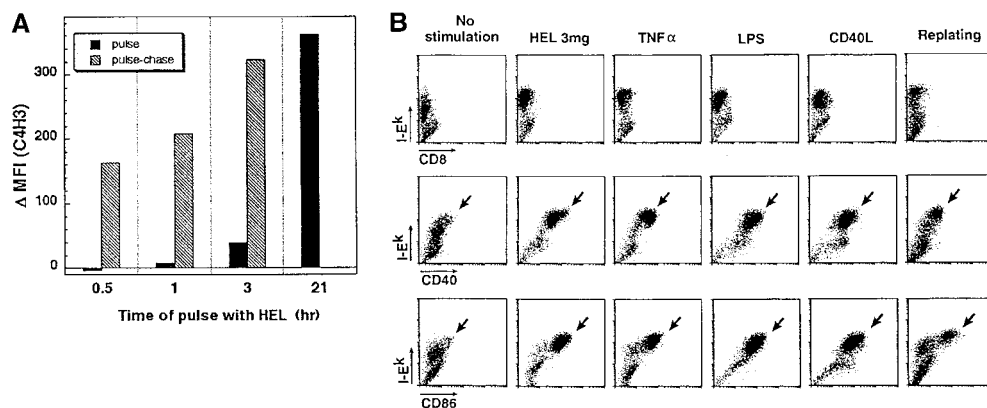 A
pulse
pulse-chase
Δ MFI (C4H3)
300
200
100
0
0.5 1 3 21
Time of pulse with HEL (hr)
B
No stimulation
HEL 3mg
TNF α
LPS
CD40L
Replating
I-Ek
CD8
I-Ek
CD40
I-Ek
CD86